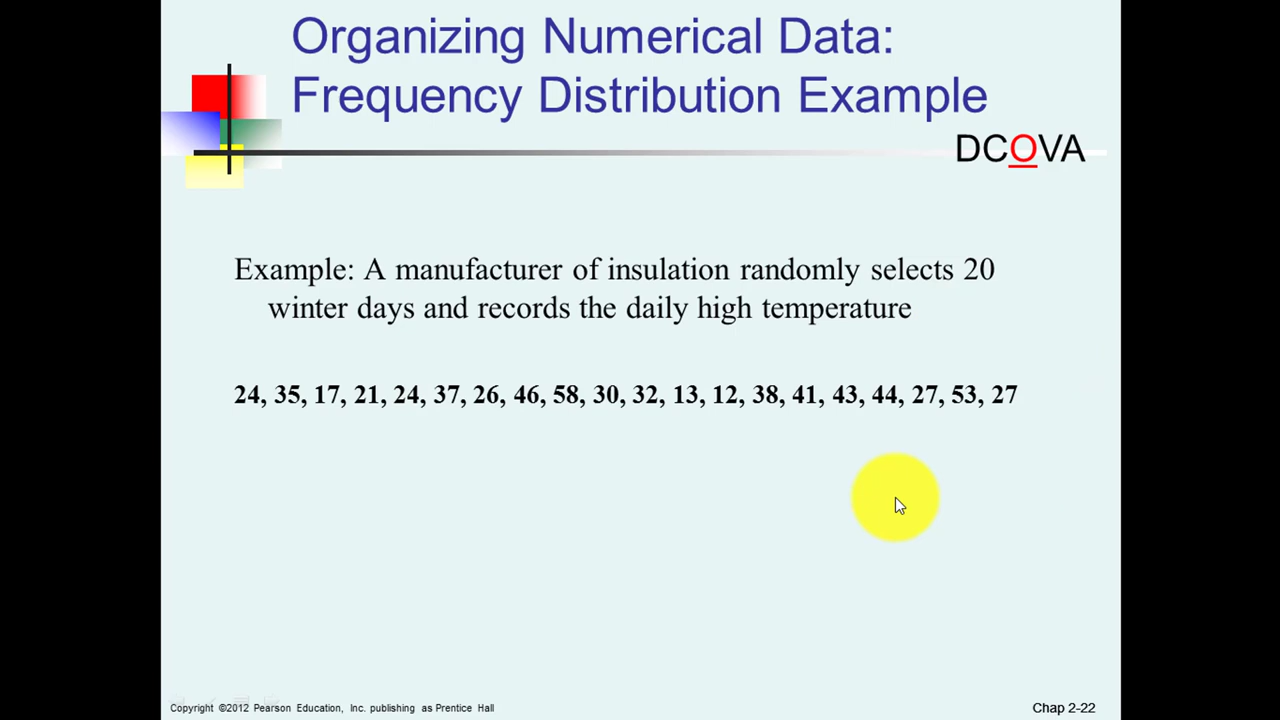 Organizing Numerical Data:
Frequency Distribution Example
DCOVA
Example: A manufacturer of insulation randomly selects 20
winter days and records the daily high temperature
24, 35, 17, 21, 24, 37, 26, 46, 58, 30, 32, 13, 12, 38, 41, 43, 44, 27, 53, 27
Copyright ©2012 Pearson Education, Inc. publishing as Prentice Hall
Chap 2-22